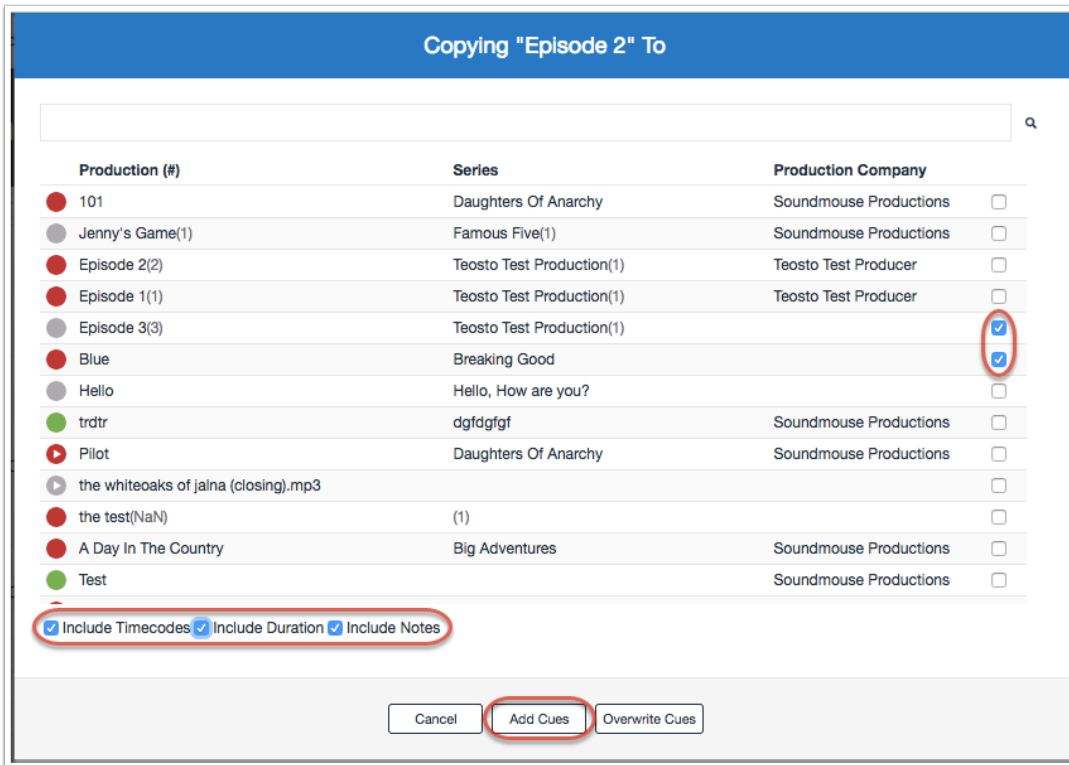 Copying "Episode 2" To
Production (#) Series Production Company
101 Daughters Of Anarchy Soundmouse Productions
Jenny's Game(1) Famous Five(1) Soundmouse Productions
Episode 2(2) Teosto Test Production(1) Teosto Test Producer
Episode 1(1) Teosto Test Production(1) Teosto Test Producer
Episode 3(3) Teosto Test Production(1)
Blue Breaking Good
Hello Hello, How are you?
trdtr dgfdgfgf Soundmouse Productions
Pilot Daughters Of Anarchy Soundmouse Productions
the whiteoaks of jalna (closing).mp3
the test(NaN) (1)
A Day In The Country Big Adventures Soundmouse Productions
Test Soundmouse Productions
Include Timecodes Include Duration Include Notes
Cancel Add Cues Overwrite Cues